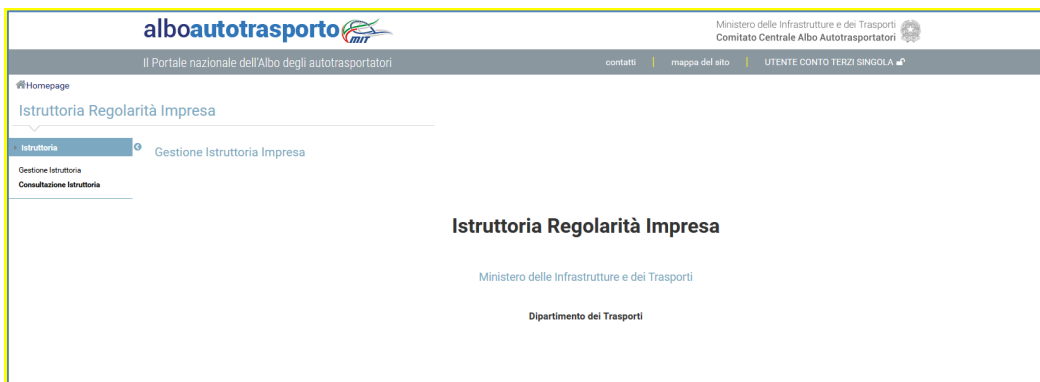 alboautotrasporto MIT
Ministero delle Infrastrutture e dei Trasporti
Comitato Centrale Albo Autotrasportatori
Il Portale nazionale dell'Albo degli autotrasportatori
contatti | mappa del sito | UTENTE CONTO TERZI SINGOLA
Homepage
Istruttoria Regolarità Impresa
Istruttoria
Gestione Istruttoria Impresa
Gestione Istruttoria
Consultazione Istruttoria
Istruttoria Regolarità Impresa
Ministero delle Infrastrutture e dei Trasporti
Dipartimento dei Trasporti